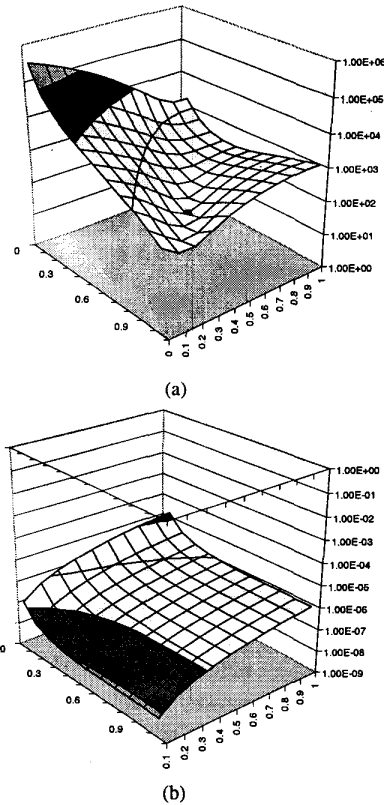 1.00E+06
1.00E+05
1.00E+04
1.00E+03
1.00E+02
1.00E+01
1.00E+00
0
0.3
0.6
0.9
0
0.1
0.2
0.3
0.4
0.5
0.6
0.7
0.8
0.9
1
(a)
1.00E+00
1.00E-01
1.00E-02
1.00E-03
1.00E-04
1.00E-05
1.00E-06
1.00E-07
1.00E-08
1.00E-09
0
0.3
0.6
0.9
0.1
0.2
0.3
0.4
0.5
0.6
0.7
0.8
0.9
1
(b)